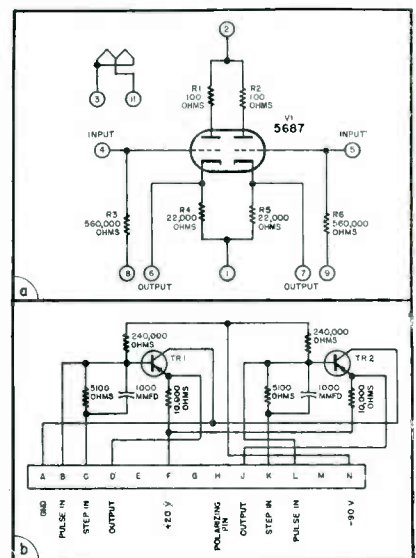 2
R1
100
OHMS
R2
100
OHMS
V1
5687
3
11
INPUT
4
INPUT
5
R3
560,000
OHMS
R4
22,000
OHMS
R5
22,000
OHMS
R6
560,000
OHMS
8
6
1
7
9
OUTPUT
OUTPUT
a
240,000
OHMS
TR1
5100
OHMS
1000
MMFD
10,000
OHMS
240,000
OHMS
TR2
5100
OHMS
1000
MMFD
10,000
OHMS
A B C D E F G H J K L M N
GND
PULSE IN
STEP IN
OUTPUT
+20 V
POLARIZING
PIN
OUTPUT
STEP IN
PULSE IN
-90 V
b